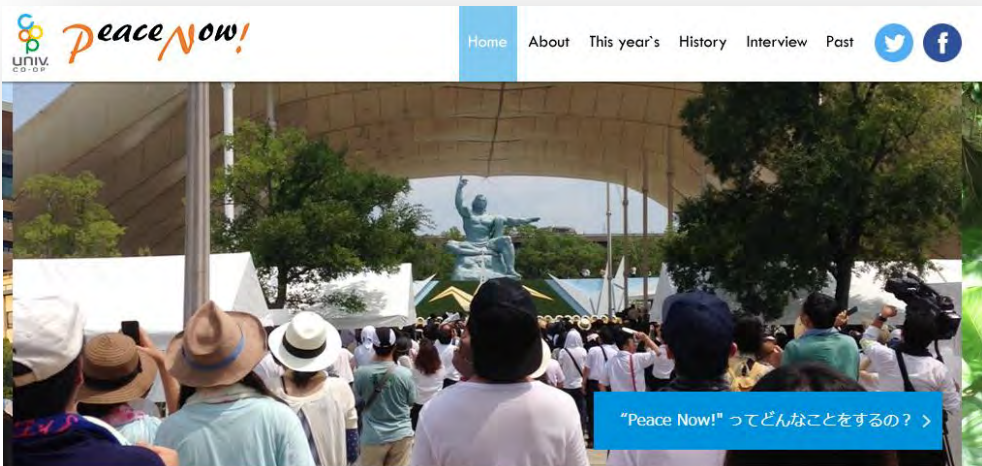 UNIV.
CO-OP
Peace Now!
Home About This year`s History Interview Past
“Peace Now!" ってどんなことをするの？ >